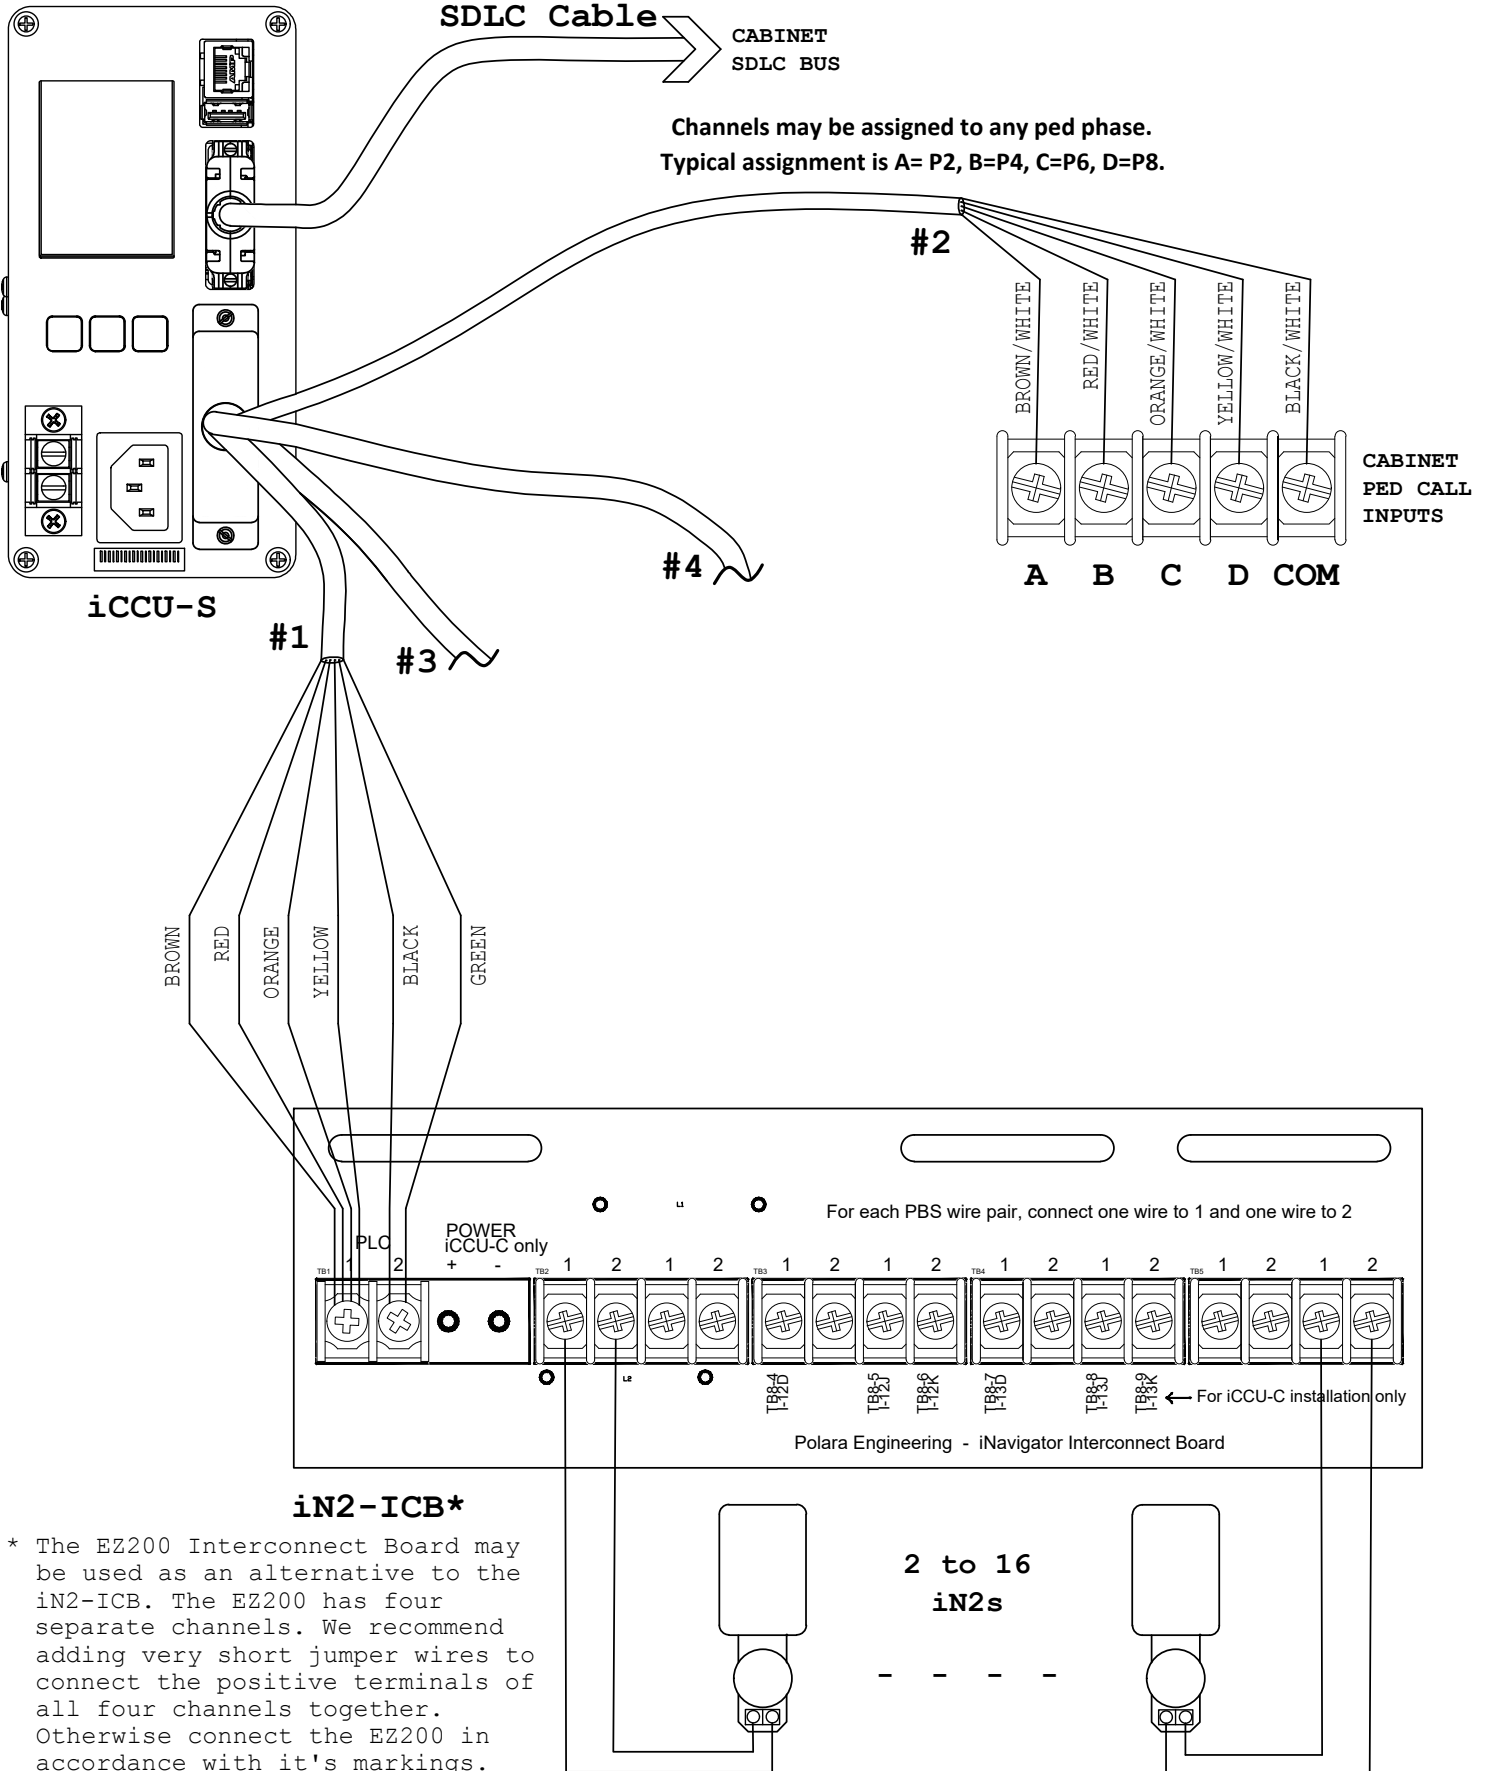 SDLC Cable
CABINET
SDLC BUS
Channels may be assigned to any ped phase.
Typical assignment is A= P2, B=P4, C=P6, D=P8.
#2
BROWN/WHITE
RED/WHITE
ORANGE/WHITE
YELLOW/WHITE
BLACK/WHITE
CABINET
PED CALL
INPUTS
A B C D COM
#4
iCCU-S
#1
#3
BROWN
RED
ORANGE
YELLOW
BLACK
GREEN
L1
For each PBS wire pair, connect one wire to 1 and one wire to 2
PLC
POWER
iCCU-C only
TB1 1 2 + - TB2 1 2 1 2 TB3 1 2 1 2 TB4 1 2 1 2 TB5 1 2 1 2
L2
TB8-4
I-12D
TB8-5
I-12J
TB8-6
I-12K
TB8-7
I-13D
TB8-8
I-13J
TB8-9
I-13K
← For iCCU-C installation only
Polara Engineering - iNavigator Interconnect Board
iN2-ICB*
* The EZ200 Interconnect Board may
be used as an alternative to the
iN2-ICB. The EZ200 has four
separate channels. We recommend
adding very short jumper wires to
connect the positive terminals of
all four channels together.
Otherwise connect the EZ200 in
accordance with it's markings.
2 to 16
iN2s
- - - -